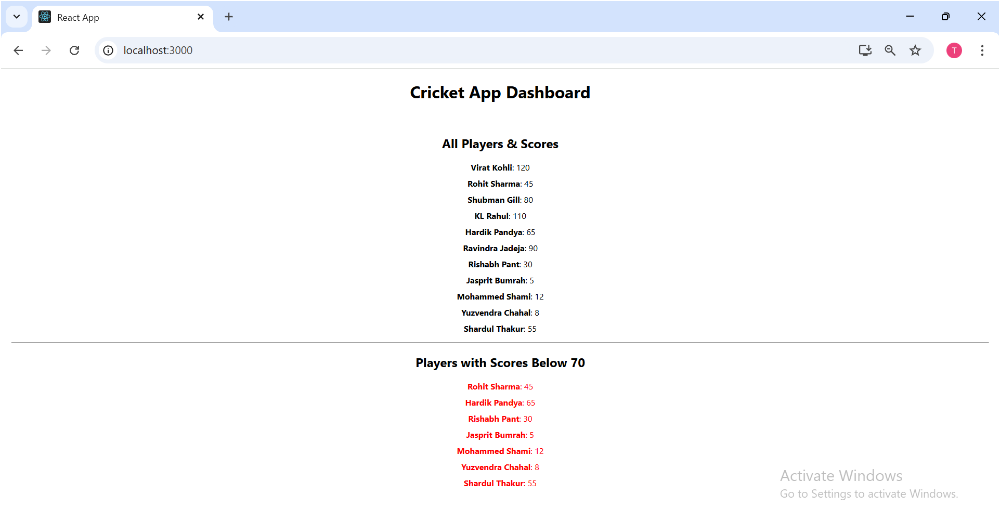 React App
localhost:3000
T
Cricket App Dashboard
All Players & Scores
Virat Kohli: 120
Rohit Sharma: 45
Shubman Gill: 80
KL Rahul: 110
Hardik Pandya: 65
Ravindra Jadeja: 90
Rishabh Pant: 30
Jasprit Bumrah: 5
Mohammed Shami: 12
Yuzvendra Chahal: 8
Shardul Thakur: 55
Players with Scores Below 70
Rohit Sharma: 45
Hardik Pandya: 65
Rishabh Pant: 30
Jasprit Bumrah: 5
Mohammed Shami: 12
Yuzvendra Chahal: 8
Shardul Thakur: 55
Activate Windows
Go to Settings to activate Windows.